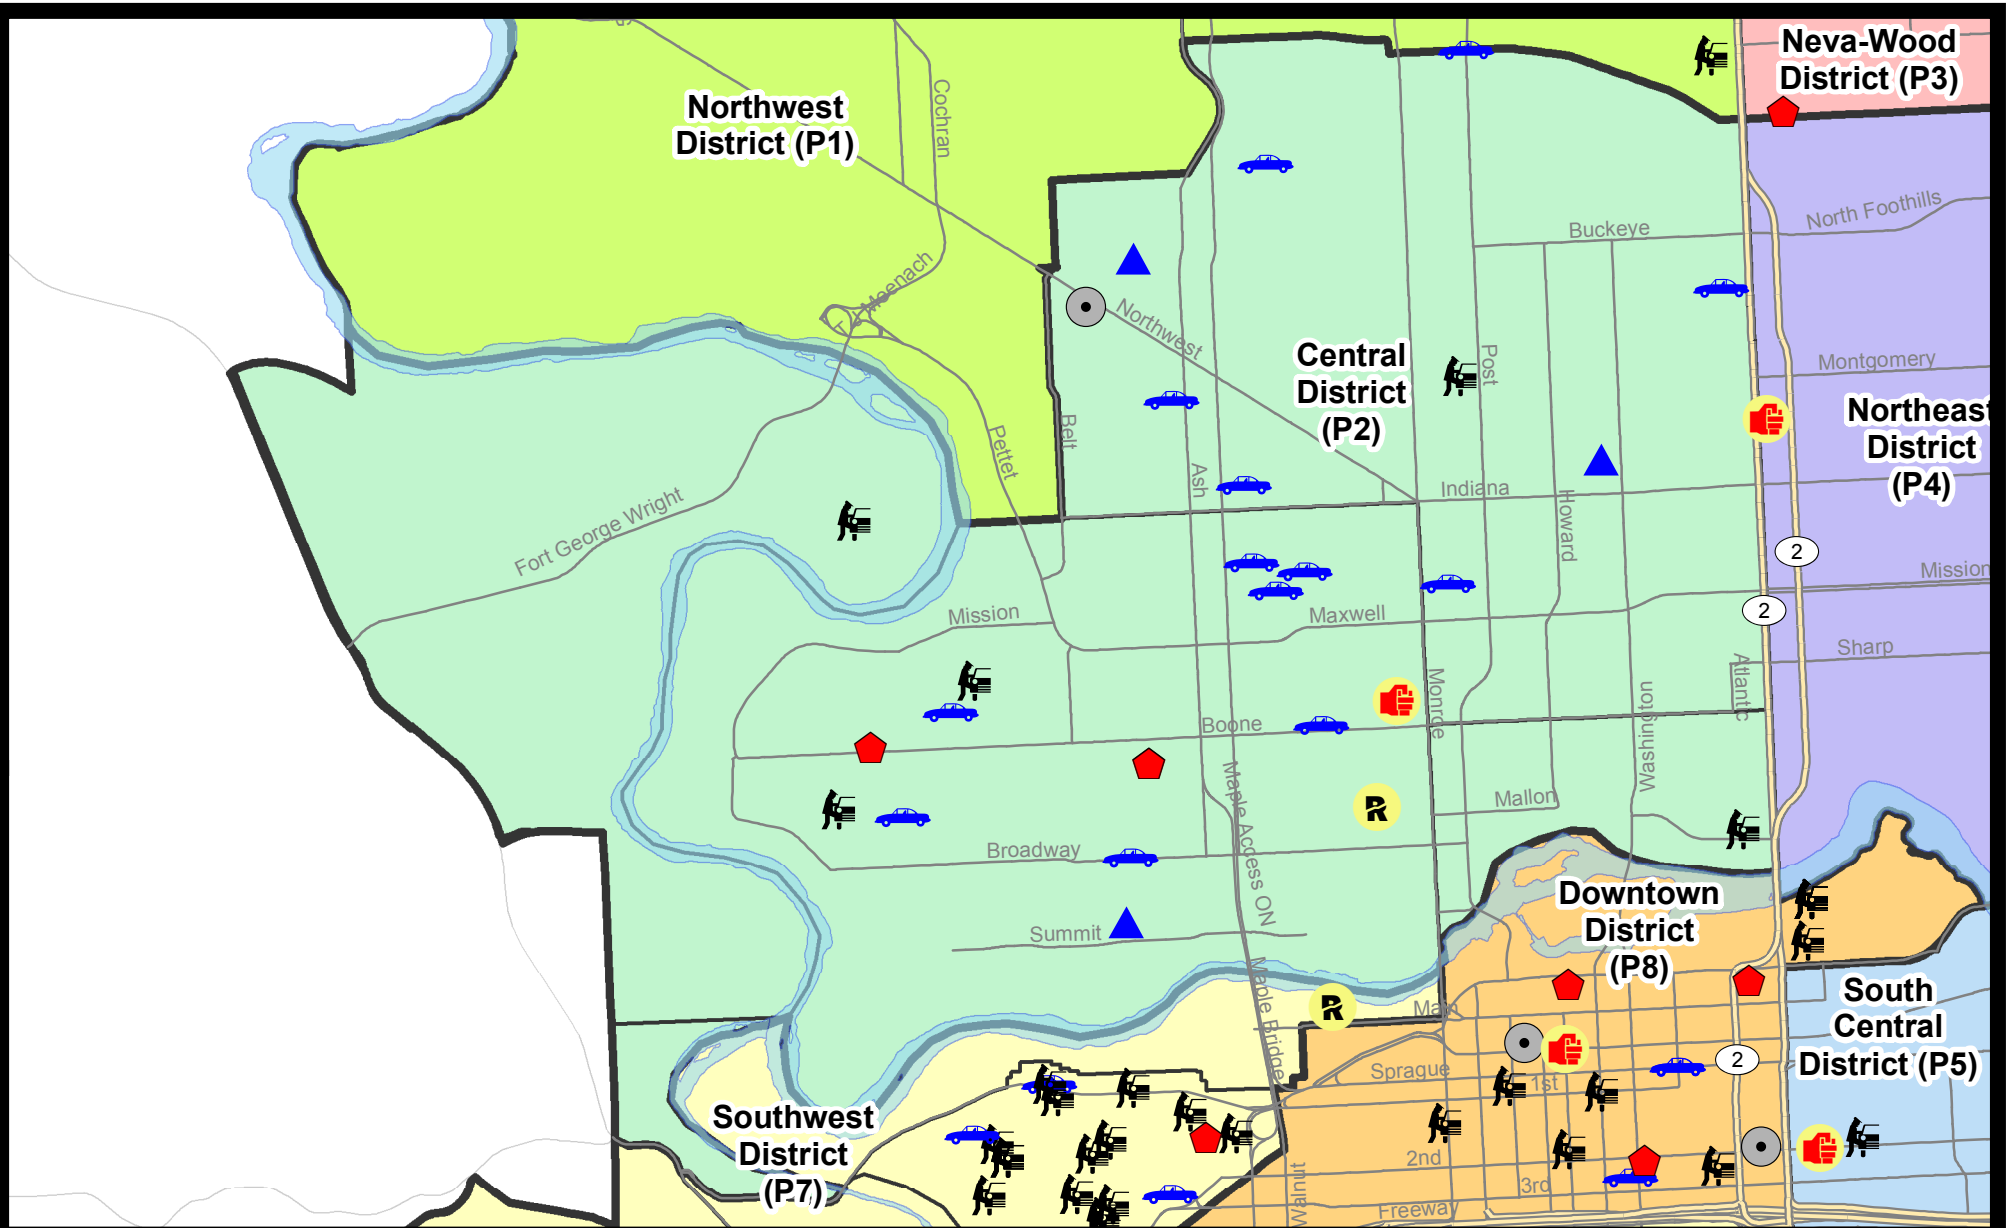 Neva-Wood
District (P3)
Northwest
District (P1)
Cochran
North Foothills
Buckeye
T J Meenach
Northwest
Central
District
(P2)
Post
Montgomery
Northeast
District
(P4)
Belt
Pettet
Ash
Indiana
Howard
Fort George Wright
2
Mission
2
Mission
Maxwell
Sharp
Atlantic
Monroe
Washington
Boone
R
Mallon
Maple Access ON
Broadway
Downtown
District
(P8)
Summit
Maple Bridge
R
Main
South
Central
District (P5)
2
Sprague
1st
Southwest
District
(P7)
2nd
Walnut
3rd
Freeway